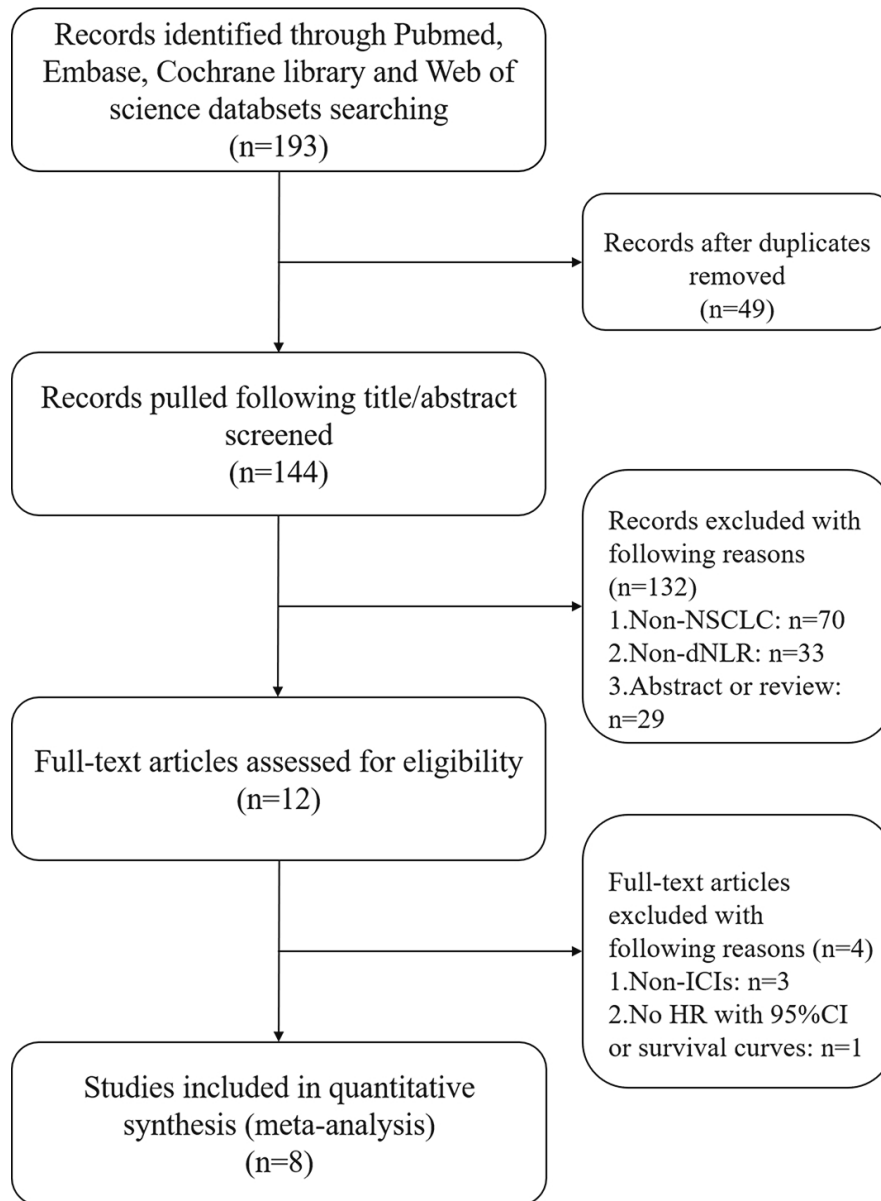 Records identified through Pubmed,
Embase, Cochrane library and Web of
science databsets searching
(n=193)
Records after duplicates
removed
(n=49)
Records pulled following title/abstract
screened
(n=144)
Records excluded with
following reasons
(n=132)
1.Non-NSCLC: n=70
2.Non-dNLR: n=33
3.Abstract or review:
n=29
Full-text articles assessed for eligibility
(n=12)
Full-text articles
excluded with
following reasons (n=4)
1.Non-ICIs: n=3
2.No HR with 95%CI
or survival curves: n=1
Studies included in quantitative
synthesis (meta-analysis)
(n=8)